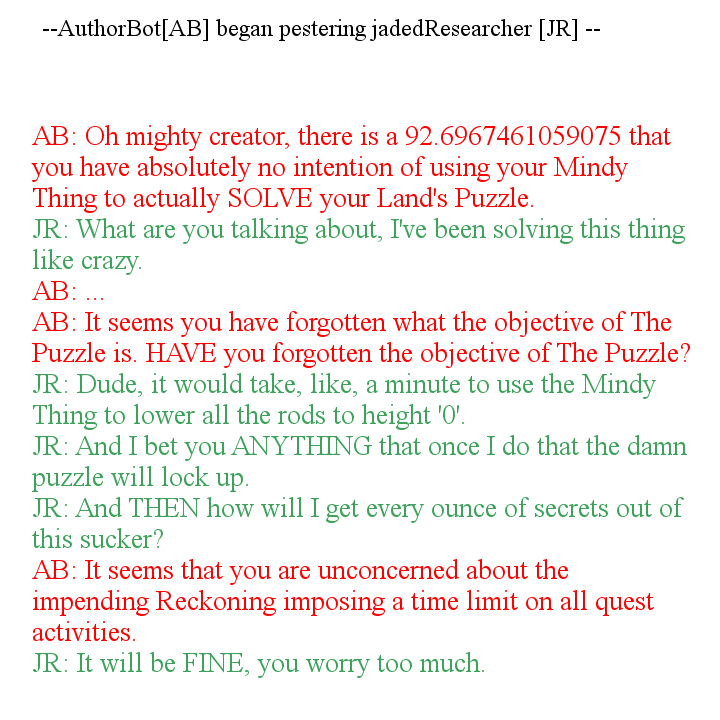 --AuthorBot[AB] began pestering jadedResearcher [JR] --
AB: Oh mighty creator, there is a 92.6967461059075 that
you have absolutely no intention of using your Mindy
Thing to actually SOLVE your Land's Puzzle.
JR: What are you talking about, I've been solving this thing
like crazy.
AB: ...
AB: It seems you have forgotten what the objective of The
Puzzle is. HAVE you forgotten the objective of The Puzzle?
JR: Dude, it would take, like, a minute to use the Mindy
Thing to lower all the rods to height '0'.
JR: And I bet you ANYTHING that once I do that the damn
puzzle will lock up.
JR: And THEN how will I get every ounce of secrets out of
this sucker?
AB: It seems that you are unconcerned about the
impending Reckoning imposing a time limit on all quest
activities.
JR: It will be FINE, you worry too much.